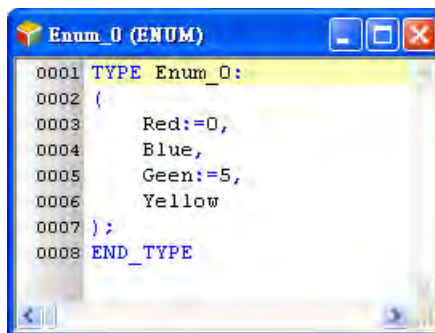 Enum_0 (ENUM)
0001 TYPE Enum_0:
0002 (
0003 Red:=0,
0004 Blue,
0005 Geen:=5,
0006 Yellow
0007 );
0008 END_TYPE